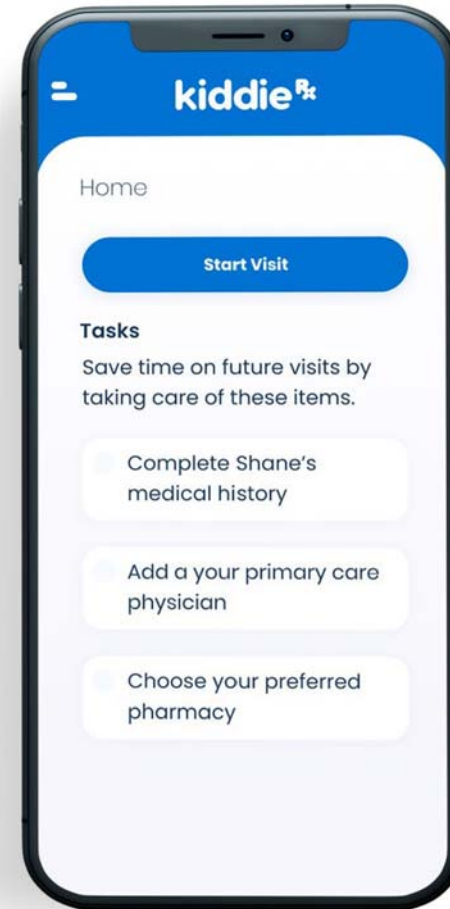 kiddie℞
Home
Start Visit
Tasks
Save time on future visits by
taking care of these items.
Complete Shane's
medical history
Add a your primary care
physician
Choose your preferred
pharmacy